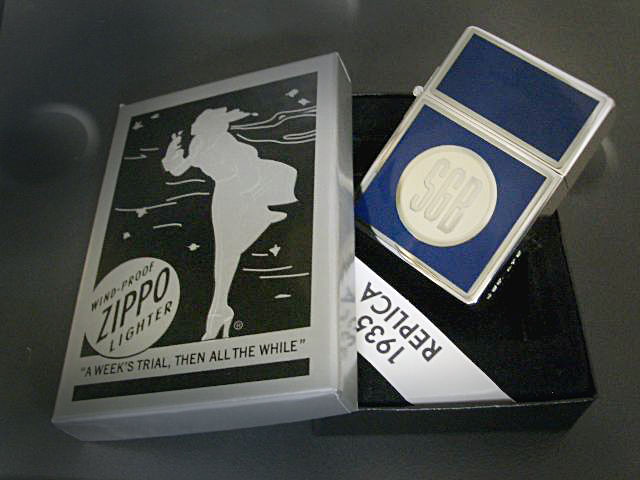 WIND-PROOF
ZIPPO
LIGHTER
®
"A WEEK'S TRIAL, THEN ALL THE WHILE"
SGB
1935
REPLICA